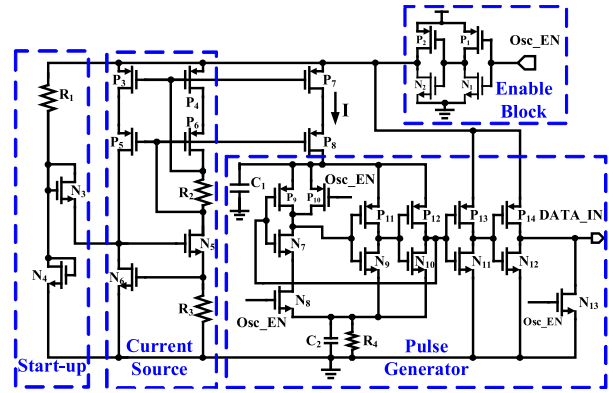 P2
P1
Osc_EN
N2
N1
Enable
Block
R1
P3
P4
P7
I
P5
P6
P8
N3
R2
C1
P9
P10
Osc_EN
P11
P12
P13
P14
DATA_IN
N5
N7
N9
N10
N11
N12
N4
N6
R3
N8
Osc_EN
C2
R4
Osc_EN
N13
Start-up
Current
Source
Pulse
Generator